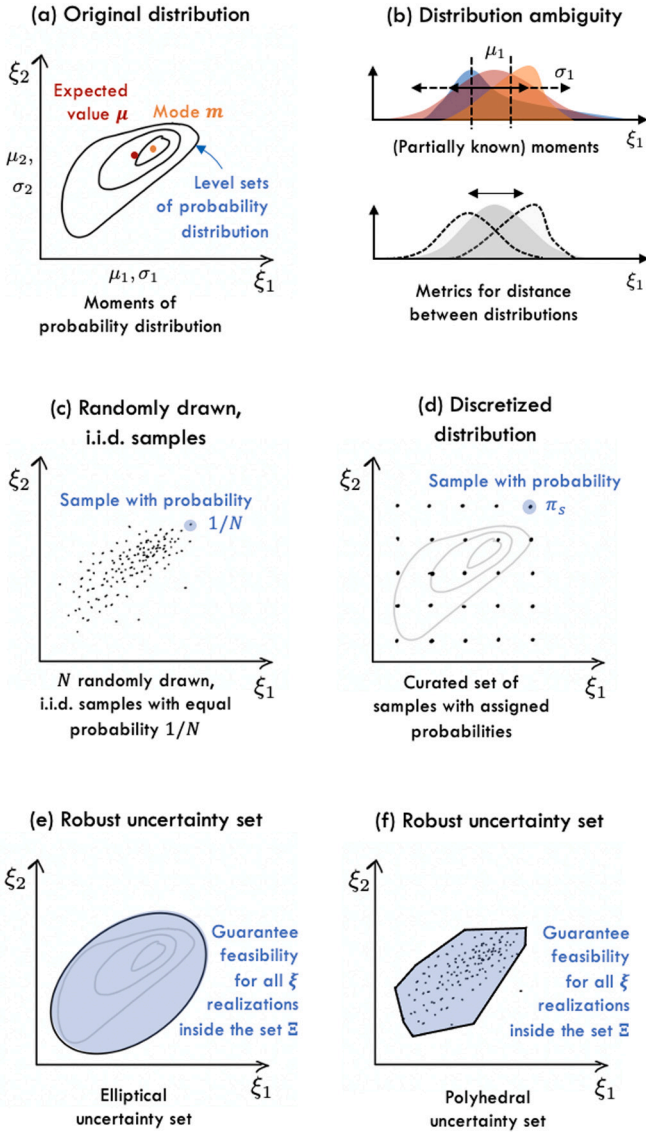 (a) Original distribution
ξ₂
Expected
value μ
Mode m
μ₂,
σ₂
Level sets
of probability
distribution
μ₁, σ₁
ξ₁
Moments of
probability distribution
(b) Distribution ambiguity
μ₁
σ₁
ξ₁
(Partially known) moments
ξ₁
Metrics for distance
between distributions
(c) Randomly drawn,
i.i.d. samples
ξ₂
Sample with probability
1/N
ξ₁
N randomly drawn,
i.i.d. samples with equal
probability 1/N
(d) Discretized
distribution
ξ₂
Sample with probability
πₛ
ξ₁
Curated set of
samples with assigned
probabilities
(e) Robust uncertainty set
ξ₂
Guarantee
feasibility
for all ξ
realizations
inside the set Ξ
ξ₁
Elliptical
uncertainty set
(f) Robust uncertainty set
ξ₂
Guarantee
feasibility
for all ξ
realizations
inside the set Ξ
ξ₁
Polyhedral
uncertainty set